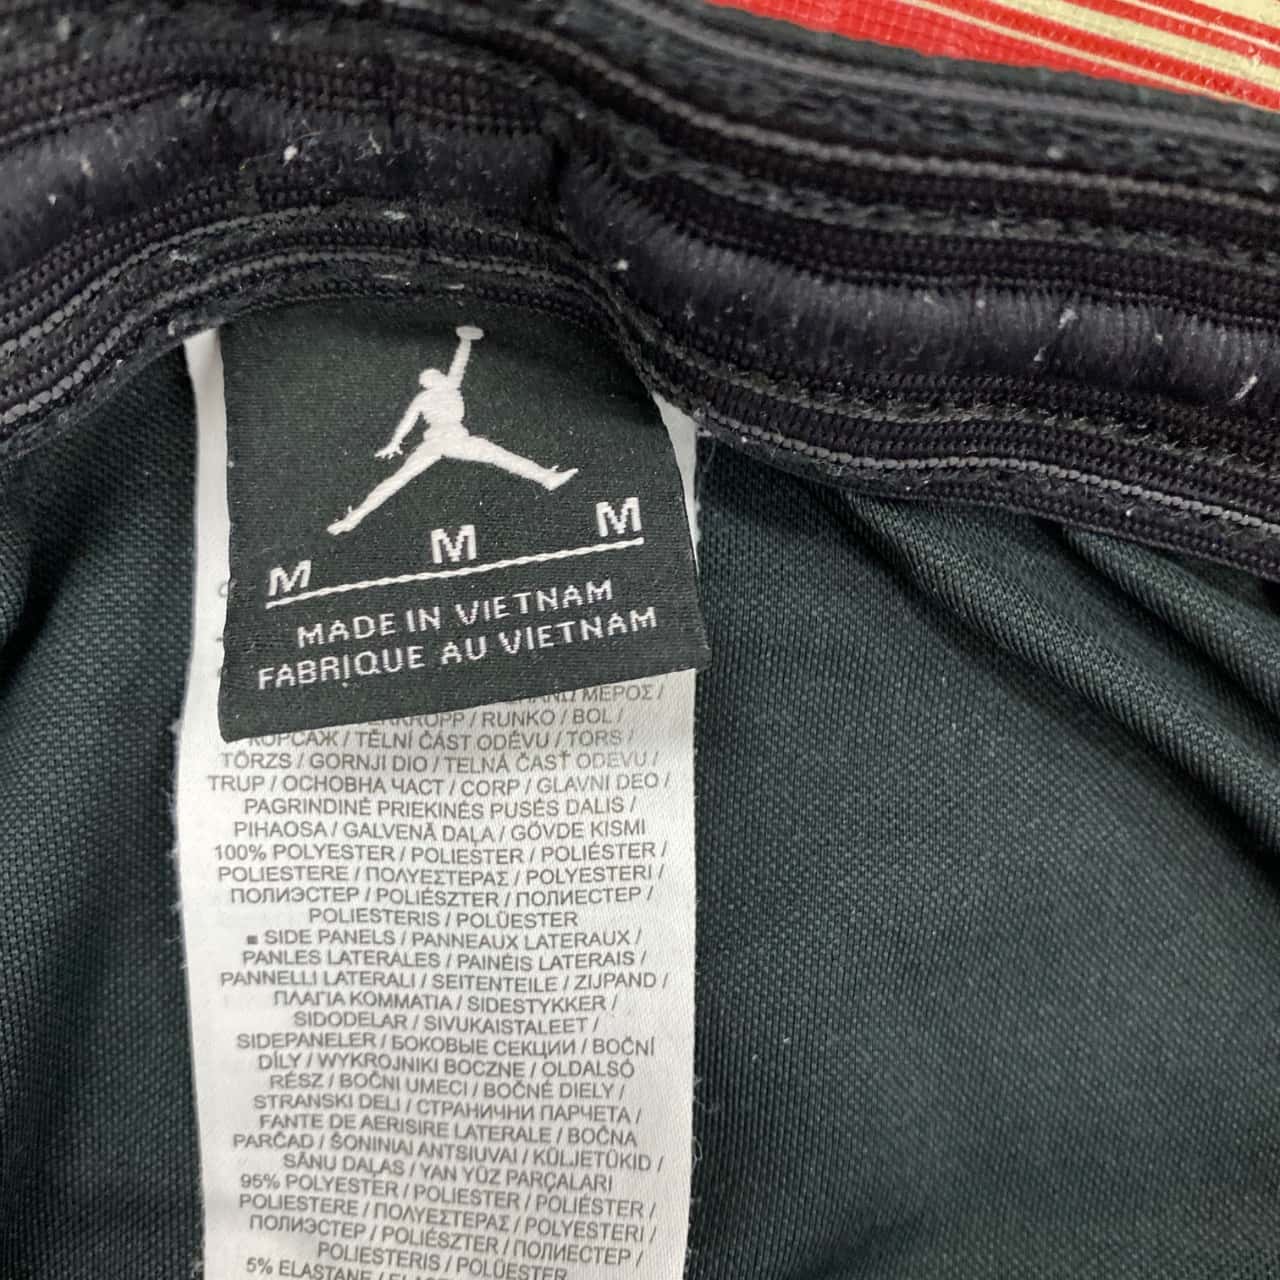 M M M
MADE IN VIETNAM
FABRIQUE AU VIETNAM
ΜΕΡΟΣ /
/ RUNKO / BOL /
КОРСАЖ / TĚLNÍ ČÁST ODĚVU / TORS /
TÖRZS / GORNJI DIO / TELNÁ ČASŤ ODEVU /
TRUP / ОСНОВНА ЧАСТ / CORP / GLAVNI DEO /
PAGRINDINĖ PRIEKINĖS PUSĖS DALIS /
PIHAOSA / GALVENĀ DAĻA / GÖVDE KISMI
100% POLYESTER / POLIESTER / POLIÉSTER /
POLIESTERE / ΠΟΛΥΕΣΤΕΡΑΣ / POLYESTERI /
ПОЛИЭСТЕР / POLIÉSZTER / ПОЛИЕСТЕР /
POLIESTERIS / POLÜESTER
■ SIDE PANELS / PANNEAUX LATERAUX /
PANLES LATERALES / PAINÉIS LATERAIS /
PANNELLI LATERALI / SEITENTEILE / ZIJPAND /
ΠΛΑΓΙΑ ΚΟΜΜΑΤΙΑ / SIDESTYKKER /
SIDODELAR / SIVUKAISTALEET /
SIDEPANELER / БОКОВЫЕ СЕКЦИИ / BOČNÍ
DÍLY / WYKROJNIKI BOCZNE / OLDALSÓ
RÉSZ / BOČNI UMECI / BOČNÉ DIELY /
STRANSKI DELI / СТРАНИЧНИ ПАРЧЕТА /
FANTE DE AERISIRE LATERALE / BOČNA
PARČAD / ŠONINIAI ANTSIUVAI / KÜLJETÜKID /
SĀNU DAĻAS / YAN YÜZ PARÇALARI
95% POLYESTER / POLIESTER / POLIÉSTER /
POLIESTERE / ΠΟΛΥΕΣΤΕΡΑΣ / POLYESTERI /
ПОЛИЭСТЕР / POLIÉSZTER / ПОЛИЕСТЕР /
POLIESTERIS / POLÜESTER
5% ELASTANE /